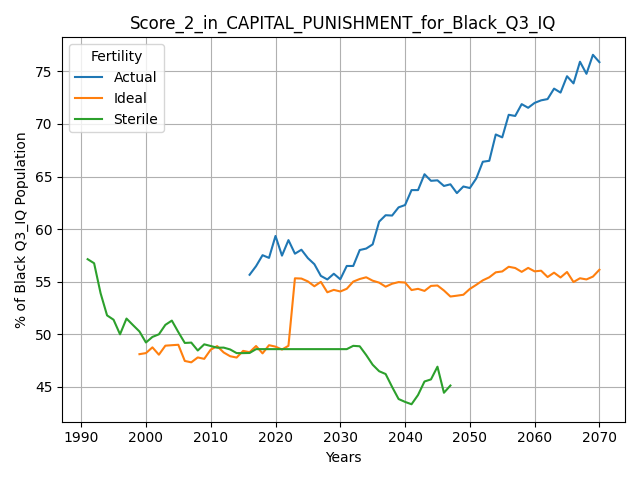 Score_2_in_CAPITAL_PUNISHMENT_for_Black_Q3_IQ
Fertility
Actual
Ideal
Sterile
% of Black Q3_IQ Population
75
70
65
60
55
50
45
1990 2000 2010 2020 2030 2040 2050 2060 2070
Years